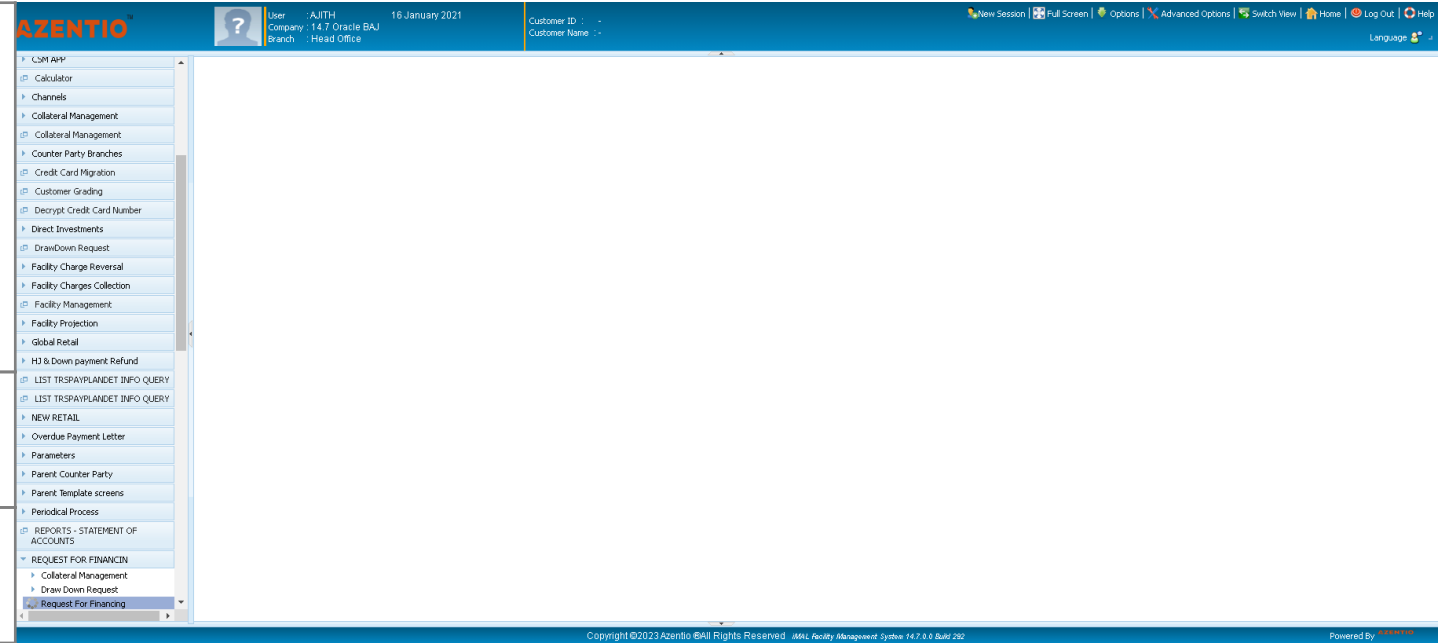 AZENTIO™
User : AJITH 16 January 2021
Company : 14.7 Oracle BAJ
Branch : Head Office
Customer ID : -
Customer Name : -
New Session | Full Screen | Options | Advanced Options | Switch View | Home | Log Out | Help
Language
CSM APP
Calculator
Channels
Collateral Management
Collateral Management
Counter Party Branches
Credit Card Migration
Customer Grading
Decrypt Credit Card Number
Direct Investments
DrawDown Request
Facility Charge Reversal
Facility Charges Collection
Facility Management
Facility Projection
Global Retail
HJ & Down payment Refund
LIST TRSPAYPLANDET INFO QUERY
LIST TRSPAYPLANDET INFO QUERY
NEW RETAIL
Overdue Payment Letter
Parameters
Parent Counter Party
Parent Template screens
Periodical Process
REPORTS - STATEMENT OF
ACCOUNTS
REQUEST FOR FINANCIN
Collateral Management
Draw Down Request
Request For Financing
Copyright ©2023 Azentio ®All Rights Reserved iMAL Facility Management System 14.7.0.0 Build 292
Powered By AZENTIO